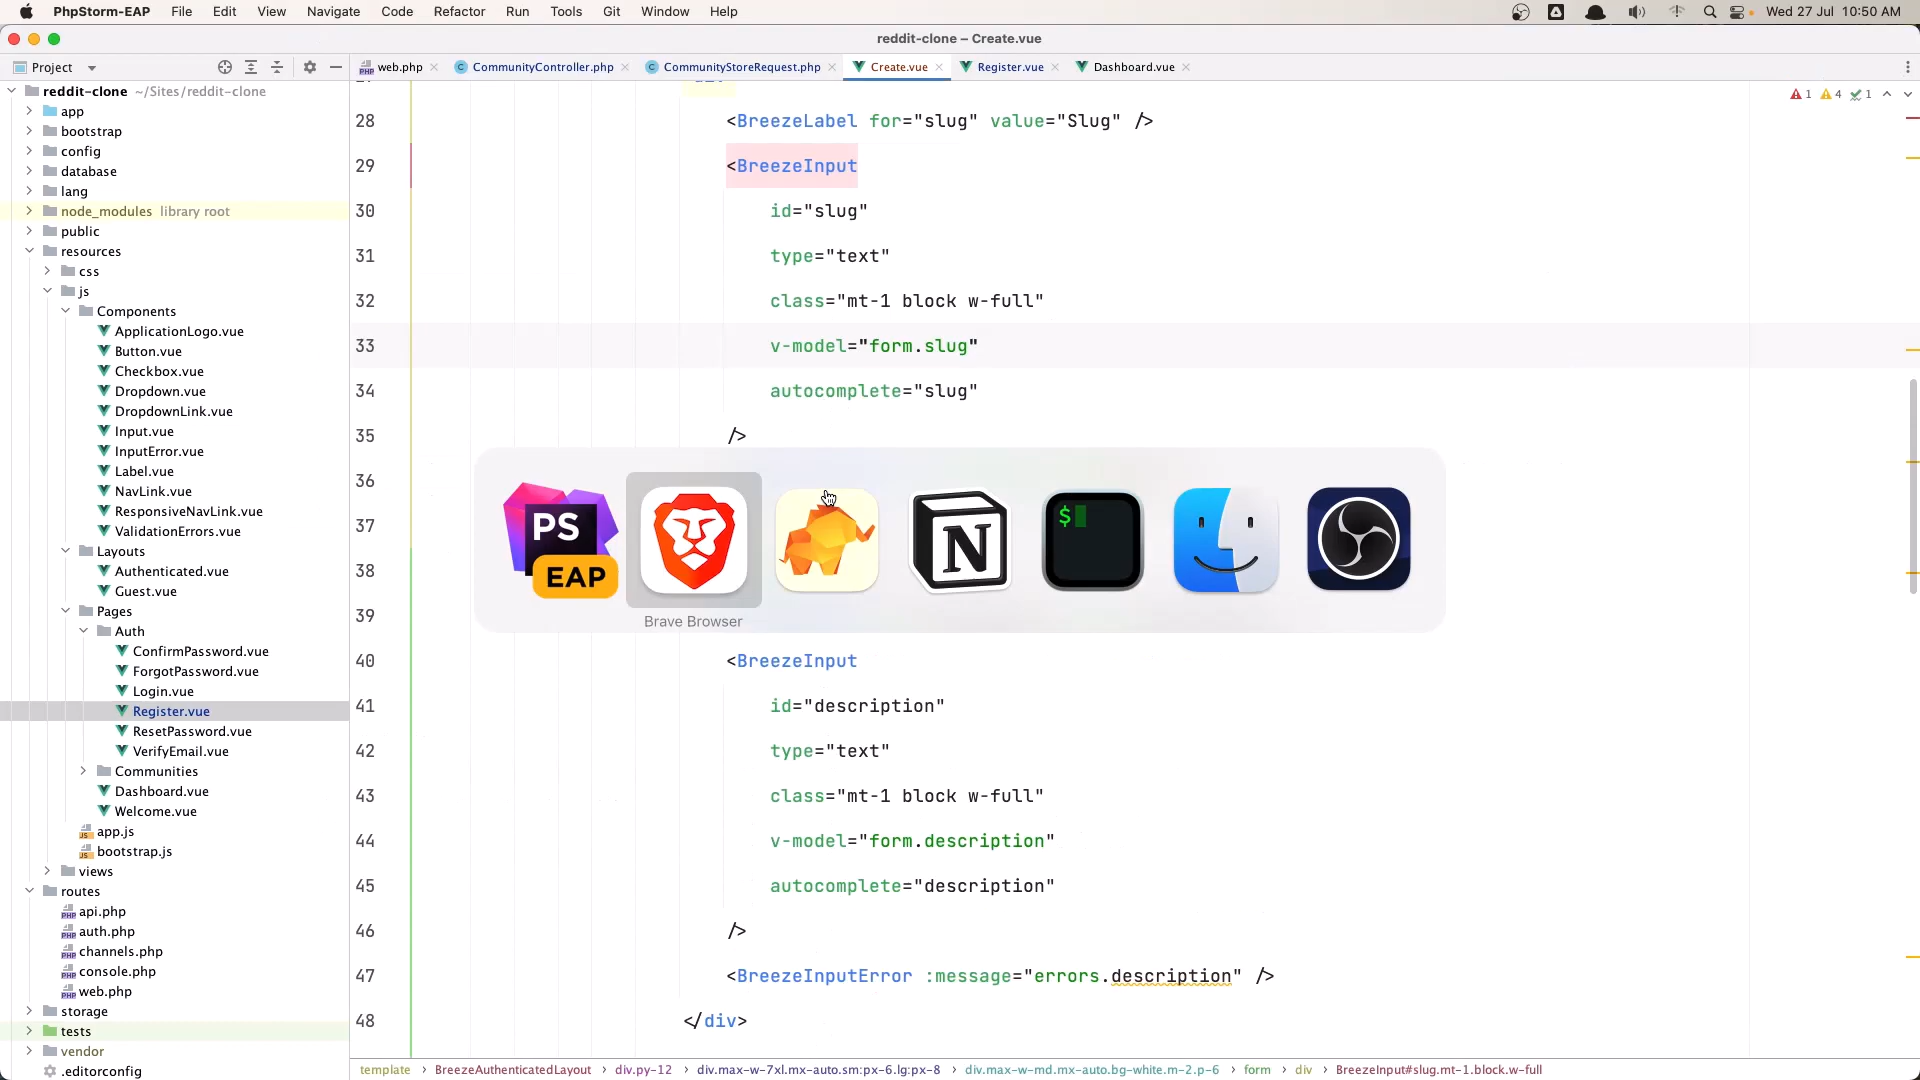 PhpStorm-EAP File Edit View Navigate Code Refactor Run Tools Git Window Help Wed 27 Jul 10:50 AM
reddit-clone – Create.vue
Project web.php CommunityController.php CommunityStoreRequest.php Create.vue Register.vue Dashboard.vue
reddit-clone ~/Sites/reddit-clone
1 4 1
app
bootstrap
config
database
lang
node_modules library root
public
resources
css
js
Components
ApplicationLogo.vue
Button.vue
Checkbox.vue
Dropdown.vue
DropdownLink.vue
Input.vue
InputError.vue
Label.vue
NavLink.vue
ResponsiveNavLink.vue
ValidationErrors.vue
Layouts
Authenticated.vue
Guest.vue
Pages
Auth
ConfirmPassword.vue
ForgotPassword.vue
Login.vue
Register.vue
ResetPassword.vue
VerifyEmail.vue
Communities
Dashboard.vue
Welcome.vue
app.js
bootstrap.js
views
routes
api.php
auth.php
channels.php
console.php
web.php
storage
tests
vendor
.editorconfig
28 <BreezeLabel for="slug" value="Slug" />
29 <BreezeInput
30 id="slug"
31 type="text"
32 class="mt-1 block w-full"
33 v-model="form.slug"
34 autocomplete="slug"
35 />
36
37
38
39
40 <BreezeInput
41 id="description"
42 type="text"
43 class="mt-1 block w-full"
44 v-model="form.description"
45 autocomplete="description"
46 />
47 <BreezeInputError :message="errors.description" />
48 </div>
PS
EAP
N
$
Brave Browser
template BreezeAuthenticatedLayout div.py-12 div.max-w-7xl.mx-auto.sm:px-6.lg:px-8 div.max-w-md.mx-auto.bg-white.m-2.p-6 form div BreezeInput#slug.mt-1.block.w-full